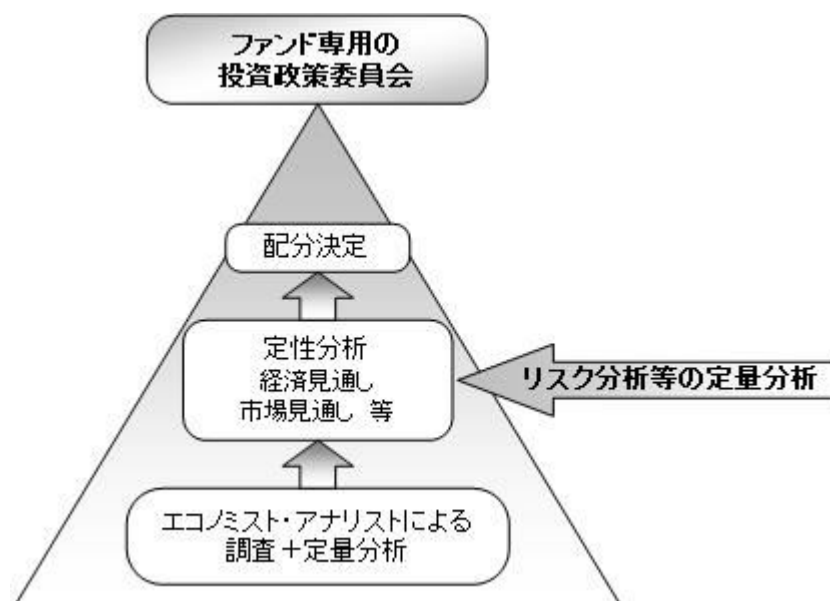 ファンド専用の
投資政策委員会
配分決定
定性分析
経済見通し
市場見通し 等
リスク分析等の定量分析
エコノミスト・アナリストによる
調査+定量分析